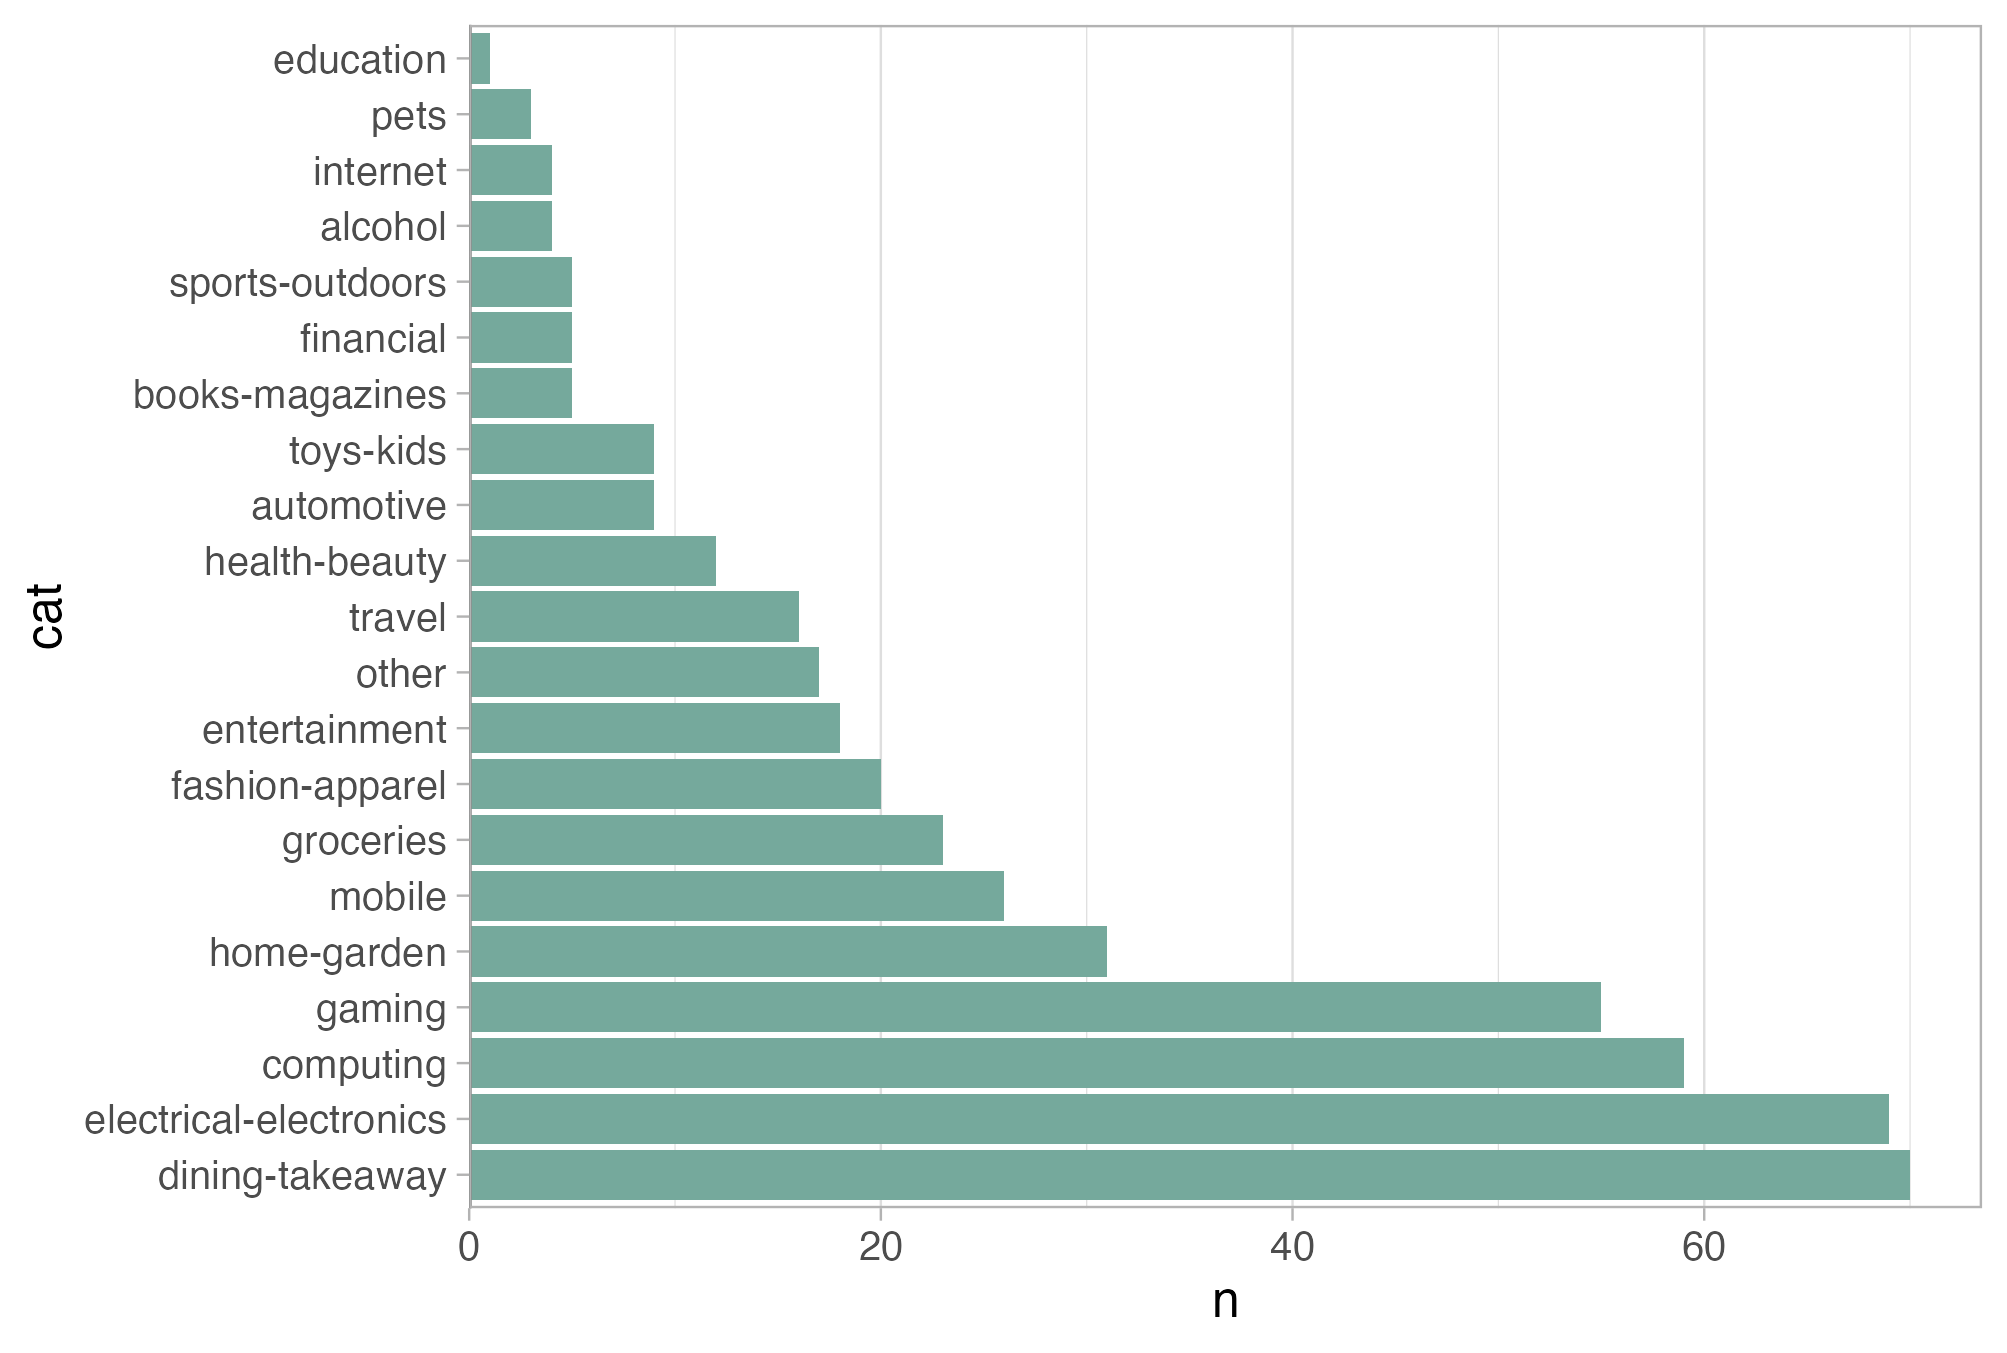 education
pets
internet
alcohol
sports-outdoors
financial
books-magazines
toys-kids
automotive
health-beauty
travel
other
entertainment
fashion-apparel
groceries
mobile
home-garden
gaming
computing
electrical-electronics
dining-takeaway
cat
0 20 40 60
n